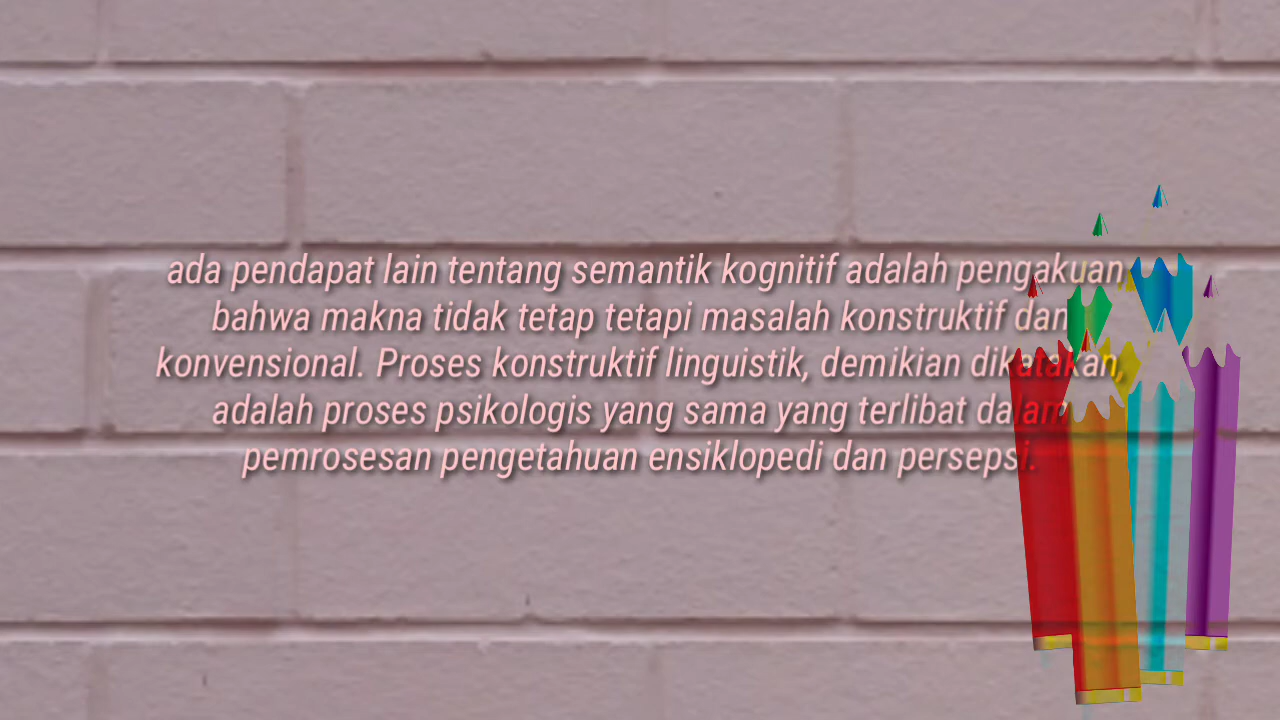 ada pendapat lain tentang semantik kognitif adalah pengakuan,
bahwa makna tidak tetap tetapi masalah konstruktif dan
konvensional. Proses konstruktif linguistik, demikian dikatakan,
adalah proses psikologis yang sama yang terlibat dalam
pemrosesan pengetahuan ensiklopedi dan persepsi.